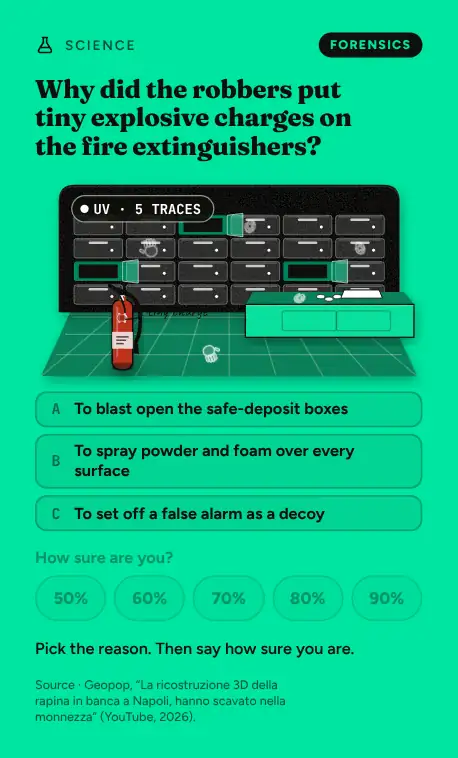 SCIENCE
FORENSICS
Why did the robbers put
tiny explosive charges on
the fire extinguishers?
UV · 5 TRACES
A To blast open the safe-deposit boxes
B To spray powder and foam over every
surface
C To set off a false alarm as a decoy
How sure are you?
50% 60% 70% 80% 90%
Pick the reason. Then say how sure you are.
Source · Geopop, “La ricostruzione 3D della
rapina in banca a Napoli, hanno scavato nella
monnezza” (YouTube, 2026).